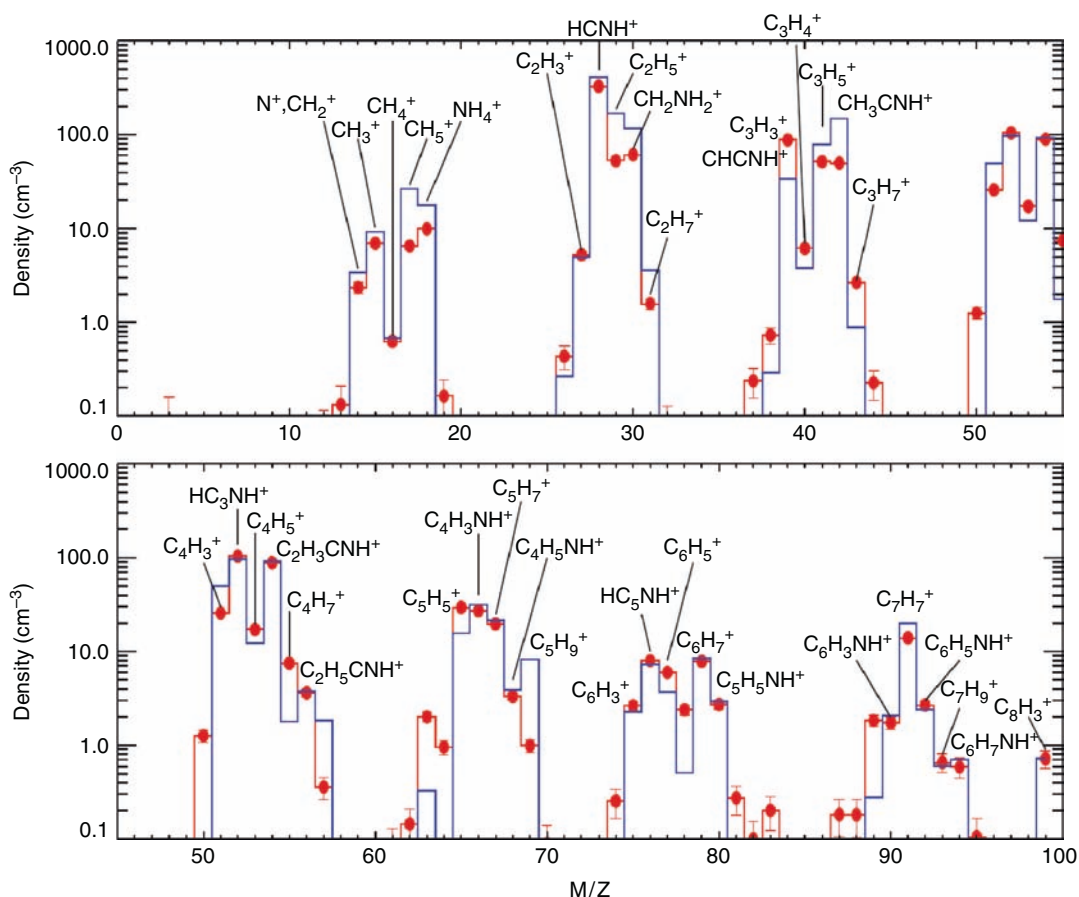 HCNH⁺
C₃H₄⁺
C₂H₃⁺
C₂H₅⁺
C₃H₅⁺
N⁺,CH₂⁺
CH₄⁺
CH₂NH₂⁺
CH₃CNH⁺
CH₃⁺
CH₅⁺
NH₄⁺
C₃H₃⁺
CHCNH⁺
C₃H₇⁺
C₂H₇⁺
Density (cm⁻³)
1000.0
100.0
10.0
1.0
0.1
0 10 20 30 40 50
HC₃NH⁺
C₅H₇⁺
C₄H₅⁺
C₄H₃NH⁺
C₄H₃⁺
C₂H₃CNH⁺
C₄H₅NH⁺
C₆H₅⁺
C₄H₇⁺
C₅H₅⁺
HC₅NH⁺
C₇H₇⁺
C₂H₅CNH⁺
C₅H₉⁺
C₆H₇⁺
C₆H₃NH⁺
C₆H₅NH⁺
C₆H₃⁺
C₅H₅NH⁺
C₇H₉⁺
C₈H₃⁺
C₆H₇NH⁺
Density (cm⁻³)
1000.0
100.0
10.0
1.0
0.1
50 60 70 80 90 100
M/Z